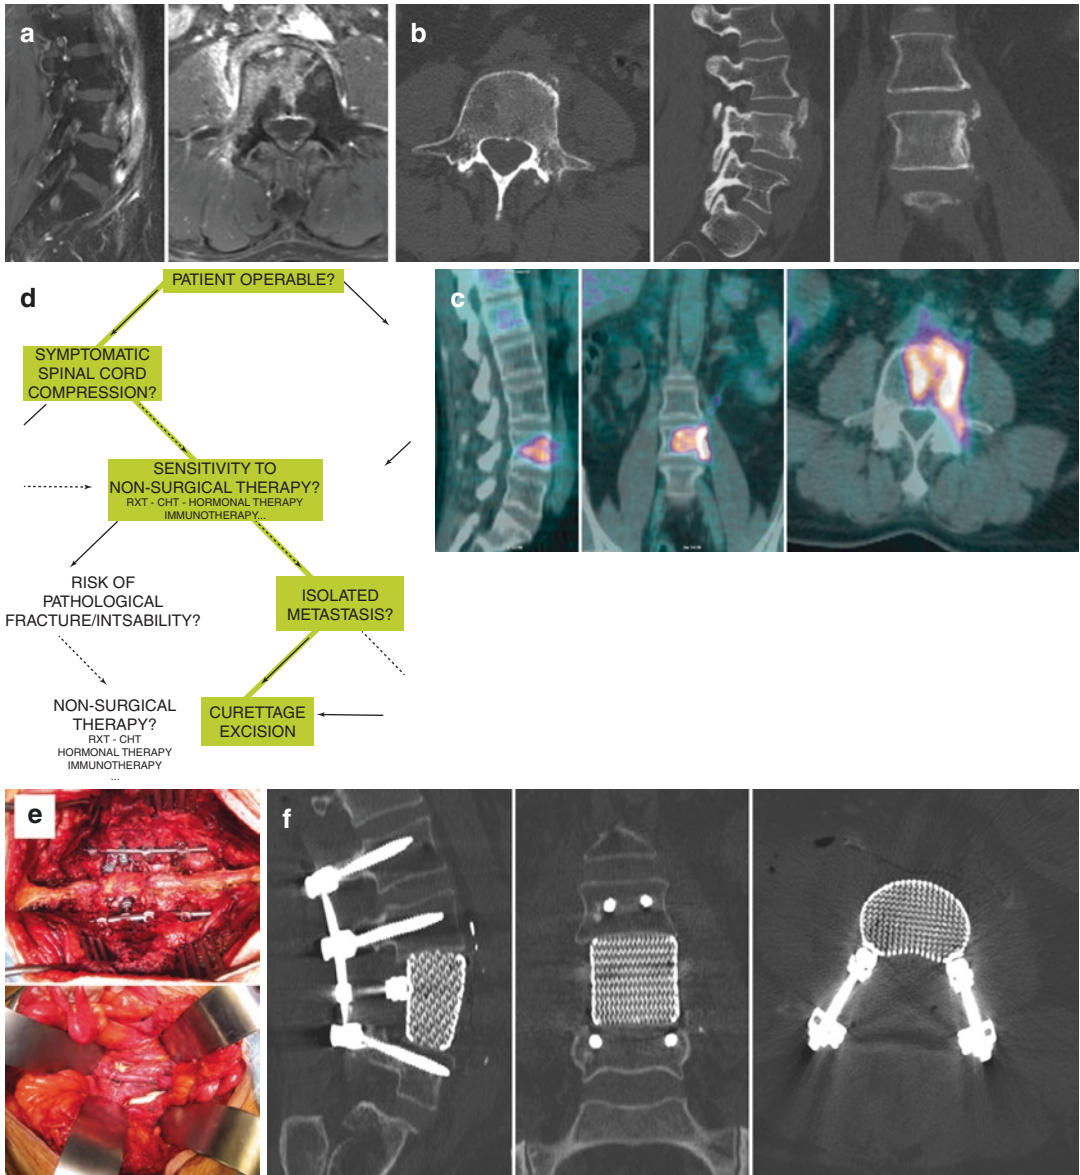 a
b
d
PATIENT OPERABLE?
SYMPTOMATIC
SPINAL CORD
COMPRESSION?
SENSITIVITY TO
NON-SURGICAL THERAPY?
RXT - CHT - HORMONAL THERAPY
IMMUNOTHERAPY...
RISK OF
PATHOLOGICAL
FRACTURE/INTSABILITY?
ISOLATED
METASTASIS?
NON-SURGICAL
THERAPY?
RXT - CHT
HORMONAL THERAPY
IMMUNOTHERAPY
...
CURETTAGE
EXCISION
c
e
f